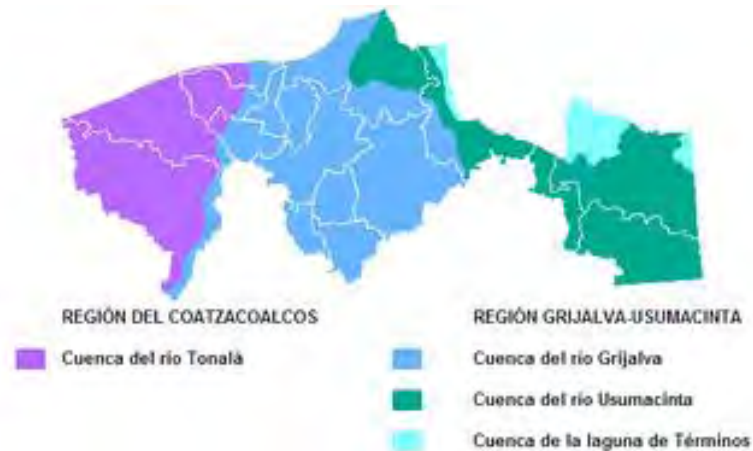 REGIÓN DEL COATZACOALCOS
Cuenca del río Tonalá
REGIÓN GRIJALVA-USUMACINTA
Cuenca del río Grijalva
Cuenca del río Usumacinta
Cuenca de la laguna de Términos